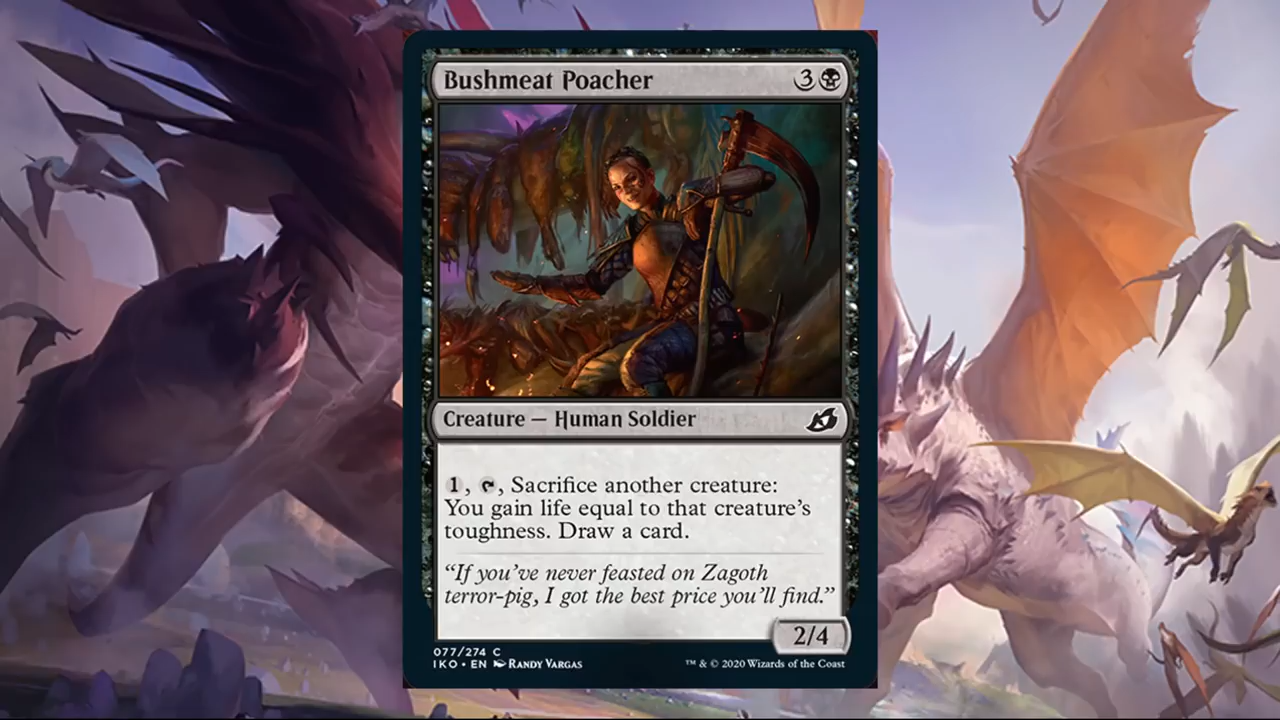 Bushmeat Poacher 3
Creature — Human Soldier
1, , Sacrifice another creature:
You gain life equal to that creature's
toughness. Draw a card.
“If you've never feasted on Zagoth
terror-pig, I got the best price you'll find.”
2/4
077/274 C
IKO • EN Randy Vargas ™ & © 2020 Wizards of the Coast